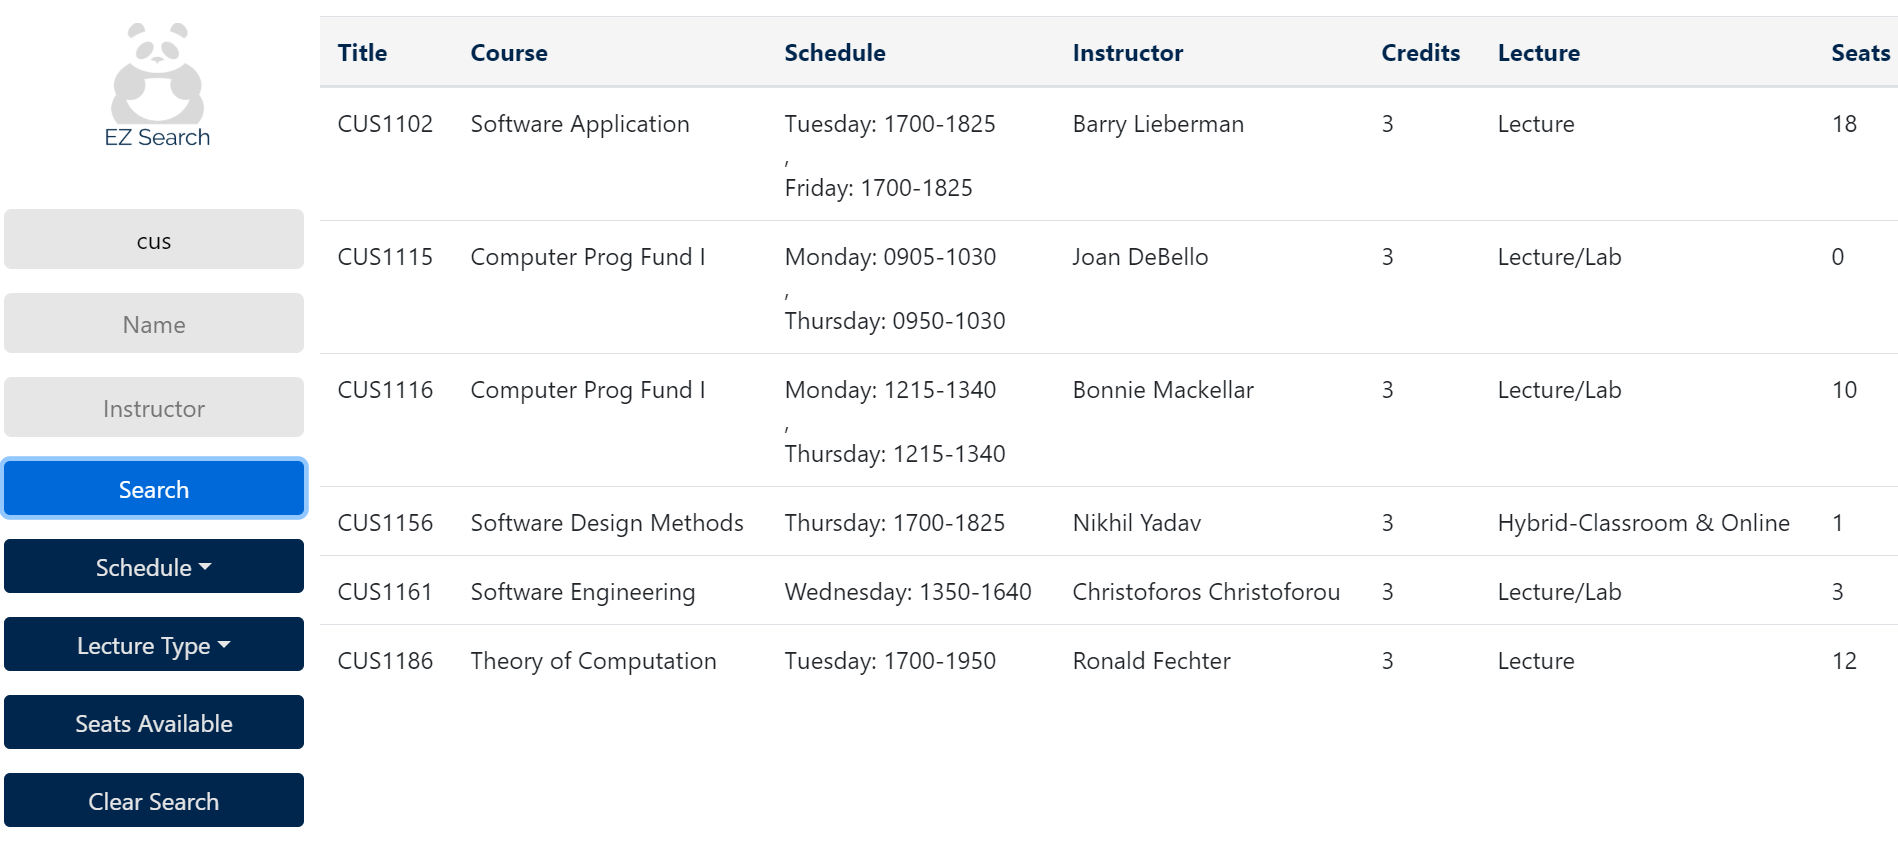 EZ Search
cus
Name
Instructor
Search
Schedule
Lecture Type
Seats Available
Clear Search
Title Course Schedule Instructor Credits Lecture Seats
CUS1102 Software Application Tuesday: 1700-1825 Barry Lieberman 3 Lecture 18
,
Friday: 1700-1825
CUS1115 Computer Prog Fund I Monday: 0905-1030 Joan DeBello 3 Lecture/Lab 0
,
Thursday: 0950-1030
CUS1116 Computer Prog Fund I Monday: 1215-1340 Bonnie Mackellar 3 Lecture/Lab 10
,
Thursday: 1215-1340
CUS1156 Software Design Methods Thursday: 1700-1825 Nikhil Yadav 3 Hybrid-Classroom & Online 1
CUS1161 Software Engineering Wednesday: 1350-1640 Christoforos Christoforou 3 Lecture/Lab 3
CUS1186 Theory of Computation Tuesday: 1700-1950 Ronald Fechter 3 Lecture 12